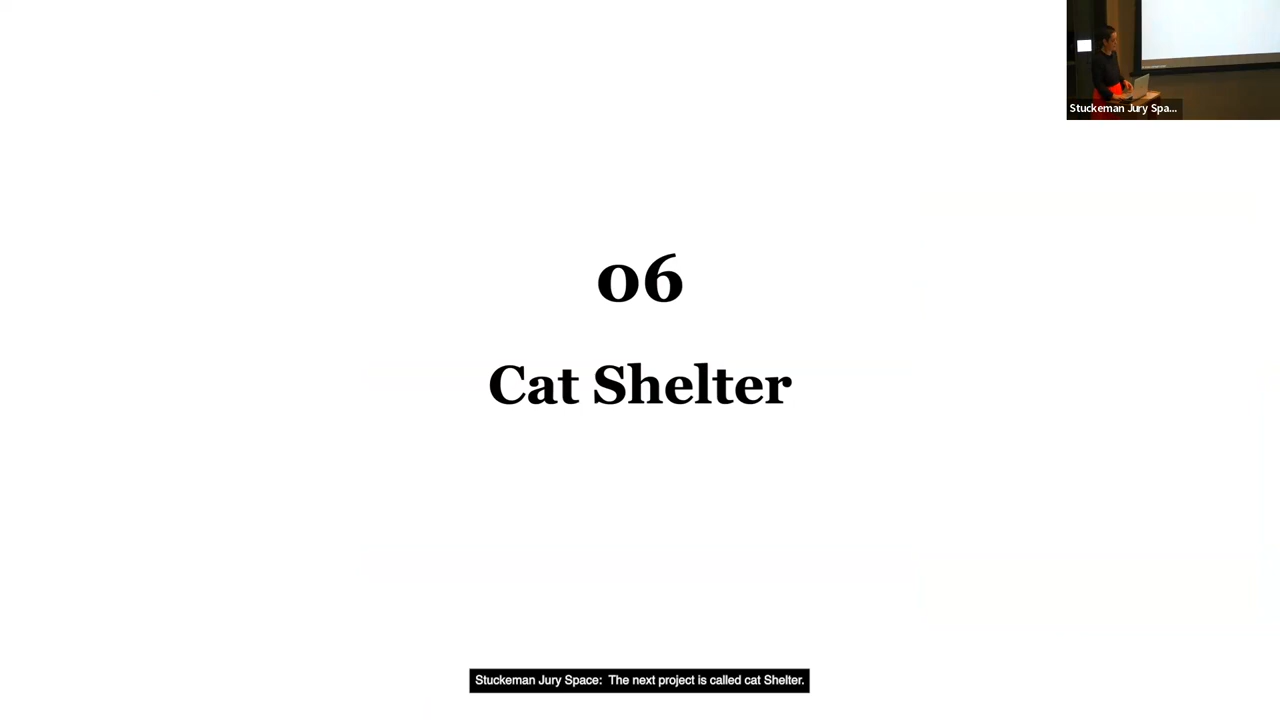 Stuckeman Jury Spa...
06
Cat Shelter
Stuckeman Jury Space: The next project is called cat Shelter.